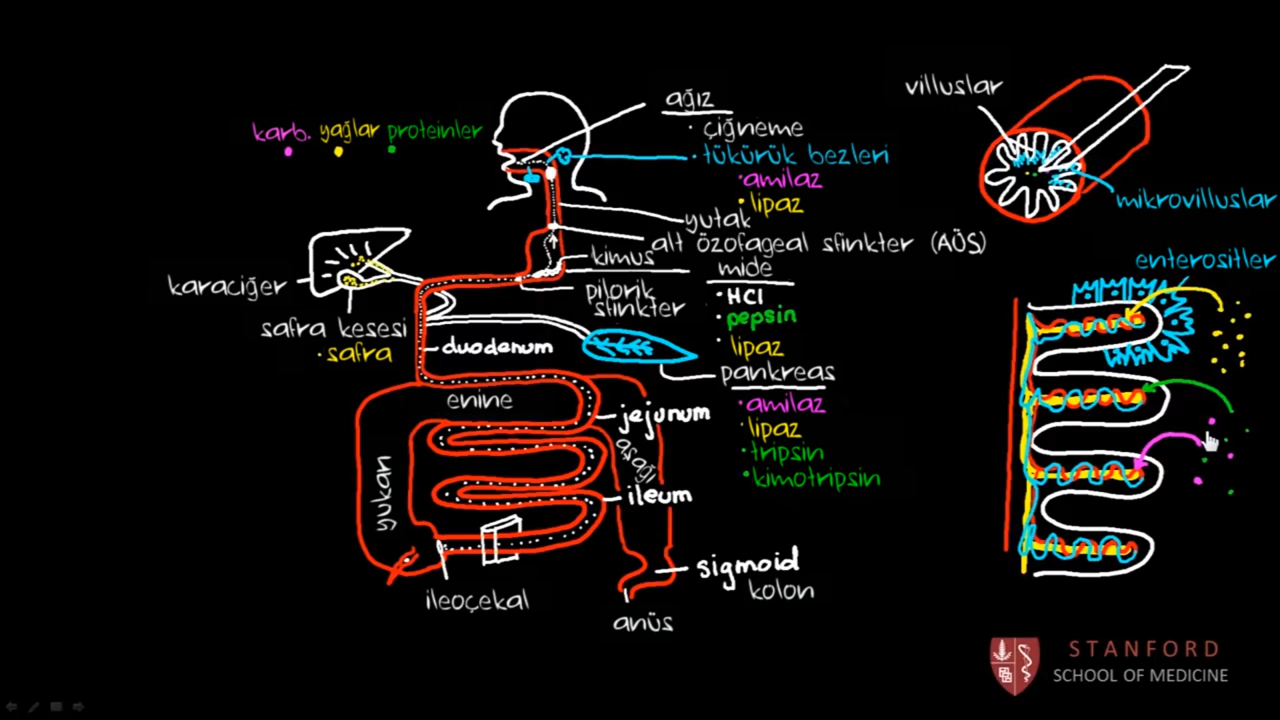 karb. yağlar proteinler
ağız
· çiğneme
· tükürük bezleri
· amilaz
· lipaz
yutak
alt özofageal sfinkter (AÜS)
kimus
mide
· HCl
· pepsin
· lipaz
pilorik
sfinkter
karaciğer
safra kesesi
· safra
duodenum
pankreas
· amilaz
· lipaz
· tripsin
· kimotripsin
enine
jejunum
aşağı
yukarı
ileum
sigmoid
kolon
ileoçekal
anüs
villuslar
mikrovilluslar
enterositler
STANFORD
SCHOOL OF MEDICINE